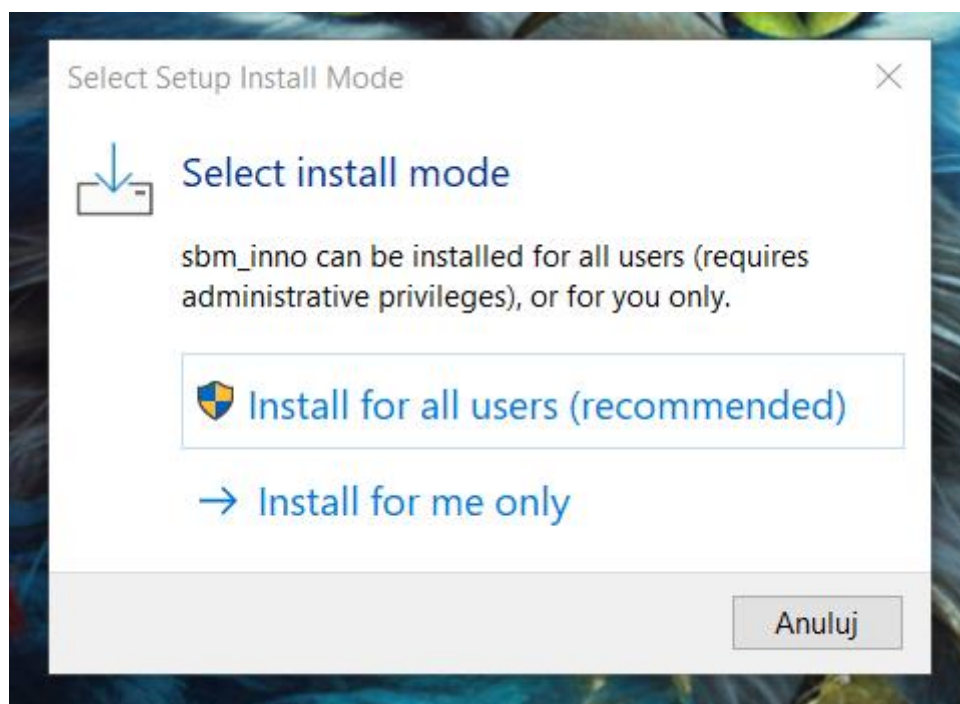 Select Setup Install Mode
Select install mode
sbm_inno can be installed for all users (requires
administrative privileges), or for you only.
Install for all users (recommended)
Install for me only
Anuluj